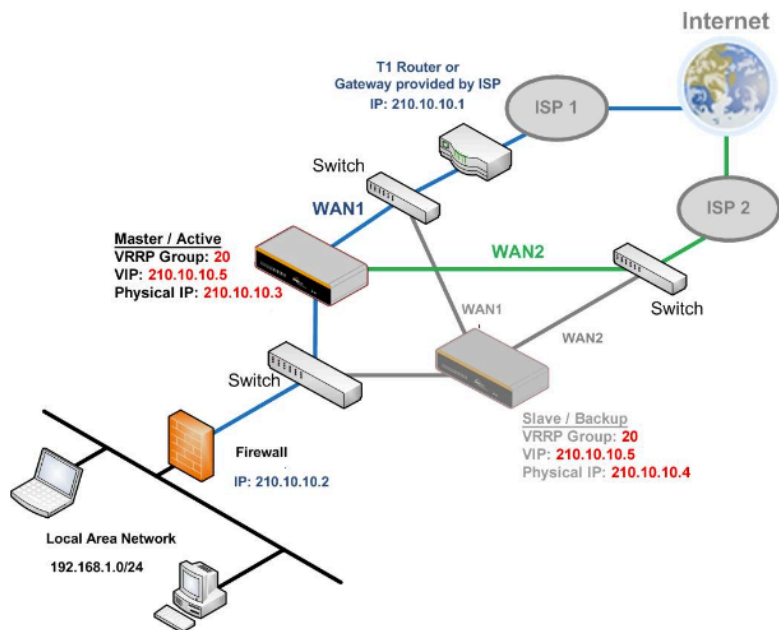 Internet
T1 Router or
Gateway provided by ISP
IP: 210.10.10.1
ISP 1
Switch
WAN1
ISP 2
Master / Active
VRRP Group: 20
VIP: 210.10.10.5
Physical IP: 210.10.10.3
WAN2
Switch
WAN1
WAN2
Switch
Slave / Backup
VRRP Group: 20
VIP: 210.10.10.5
Physical IP: 210.10.10.4
Firewall
IP: 210.10.10.2
Local Area Network
192.168.1.0/24